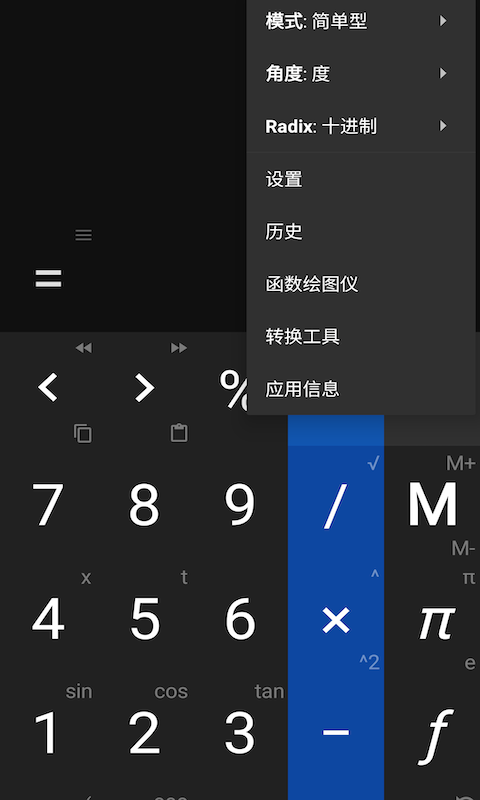 模式: 简单型
角度: 度
Radix: 十进制
设置
历史
函数绘图仪
转换工具
应用信息
=
< > %
√ M+
7 8 9 / M
M-
x t ^ π
4 5 6 × π
^2 e
sin cos tan
1 2 3 − ƒ